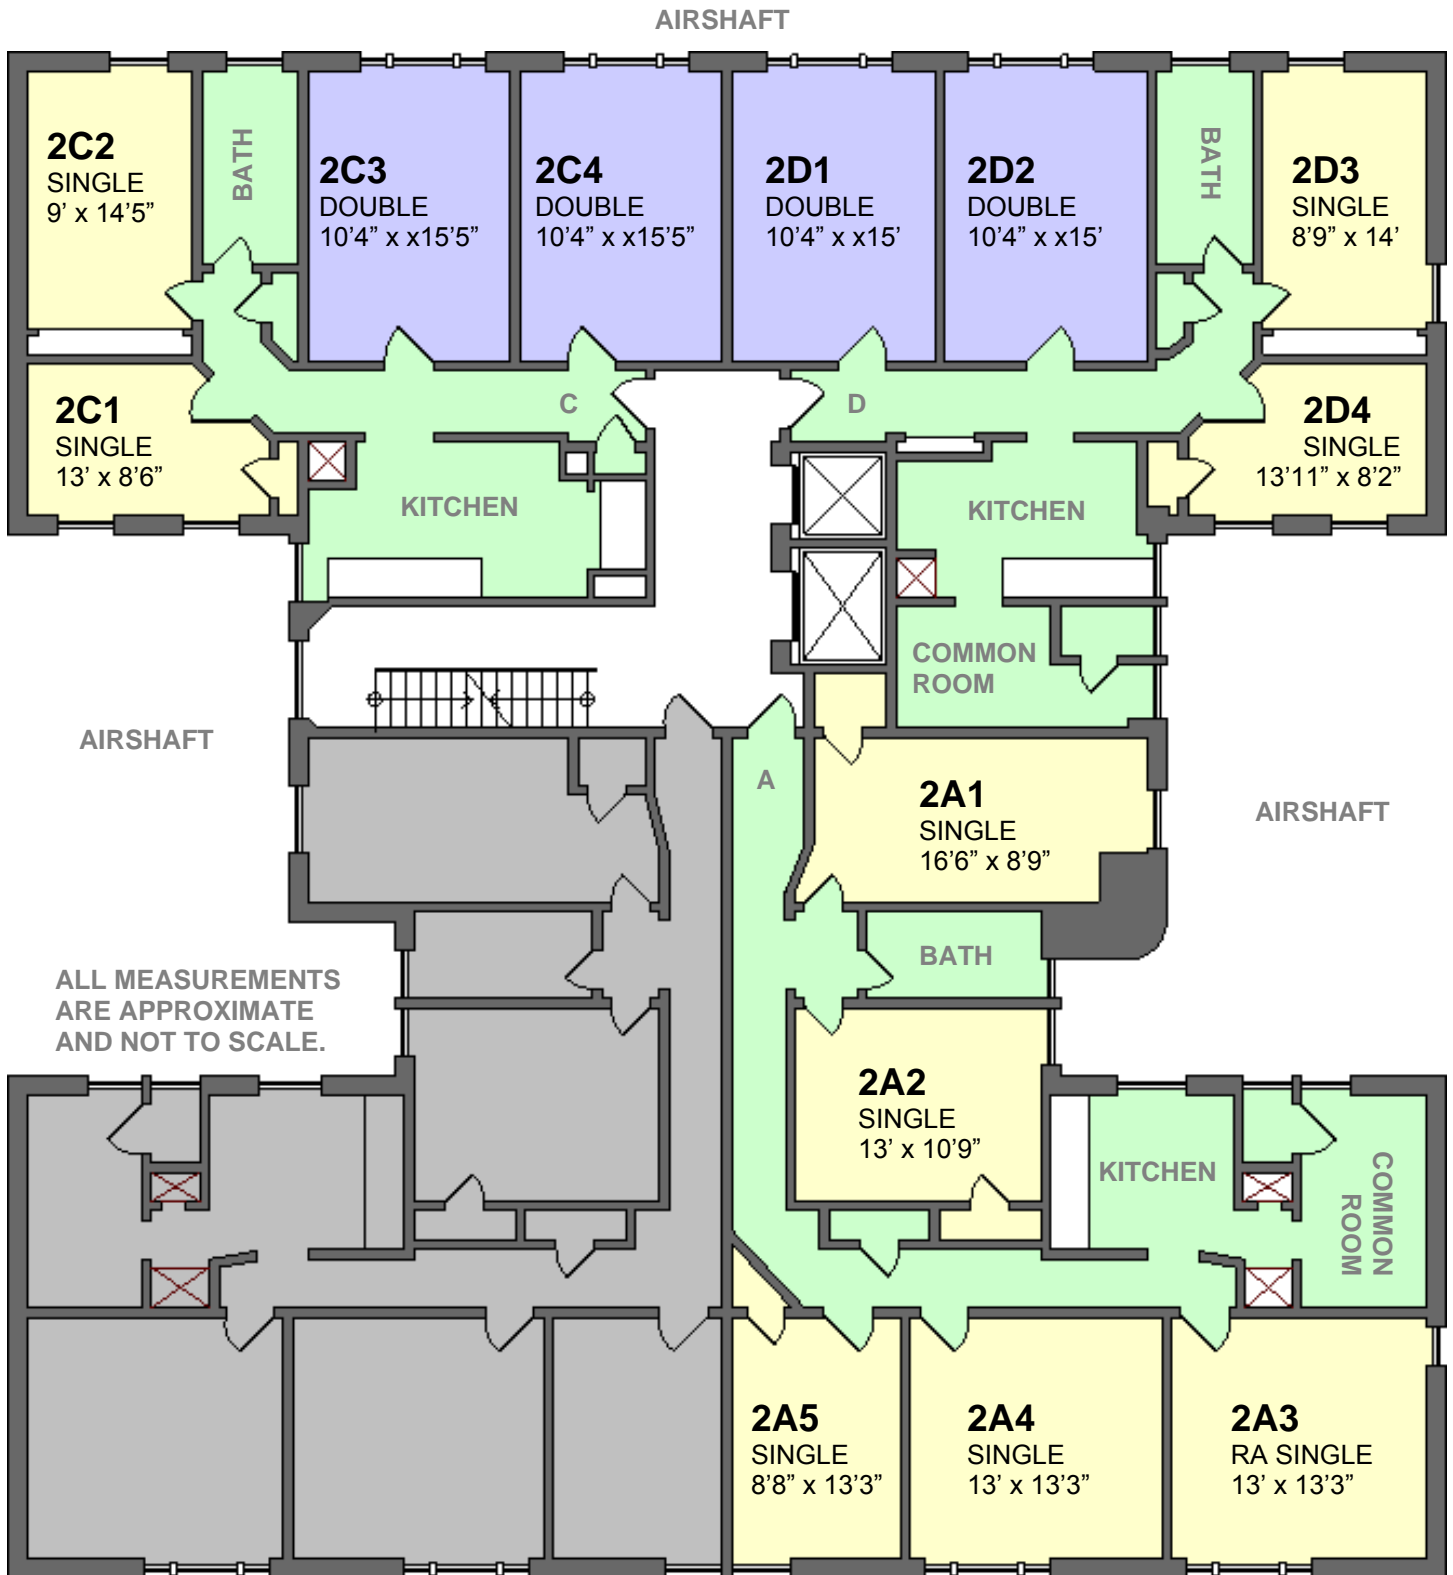 AIRSHAFT
2C2
SINGLE
9’ x 14’5”
BATH
2C3
DOUBLE
10’4” x x15’5”
2C4
DOUBLE
10’4” x x15’5”
2D1
DOUBLE
10’4” x x15’
2D2
DOUBLE
10’4” x x15’
BATH
2D3
SINGLE
8’9” x 14’
2C1
SINGLE
13’ x 8’6”
C
D
2D4
SINGLE
13’11” x 8’2”
KITCHEN
KITCHEN
COMMON
ROOM
AIRSHAFT
A
2A1
SINGLE
16’6” x 8’9”
AIRSHAFT
BATH
ALL MEASUREMENTS
ARE APPROXIMATE
AND NOT TO SCALE.
2A2
SINGLE
13’ x 10’9”
KITCHEN
COMMON
ROOM
2A5
SINGLE
8’8” x 13’3”
2A4
SINGLE
13’ x 13’3”
2A3
RA SINGLE
13’ x 13’3”